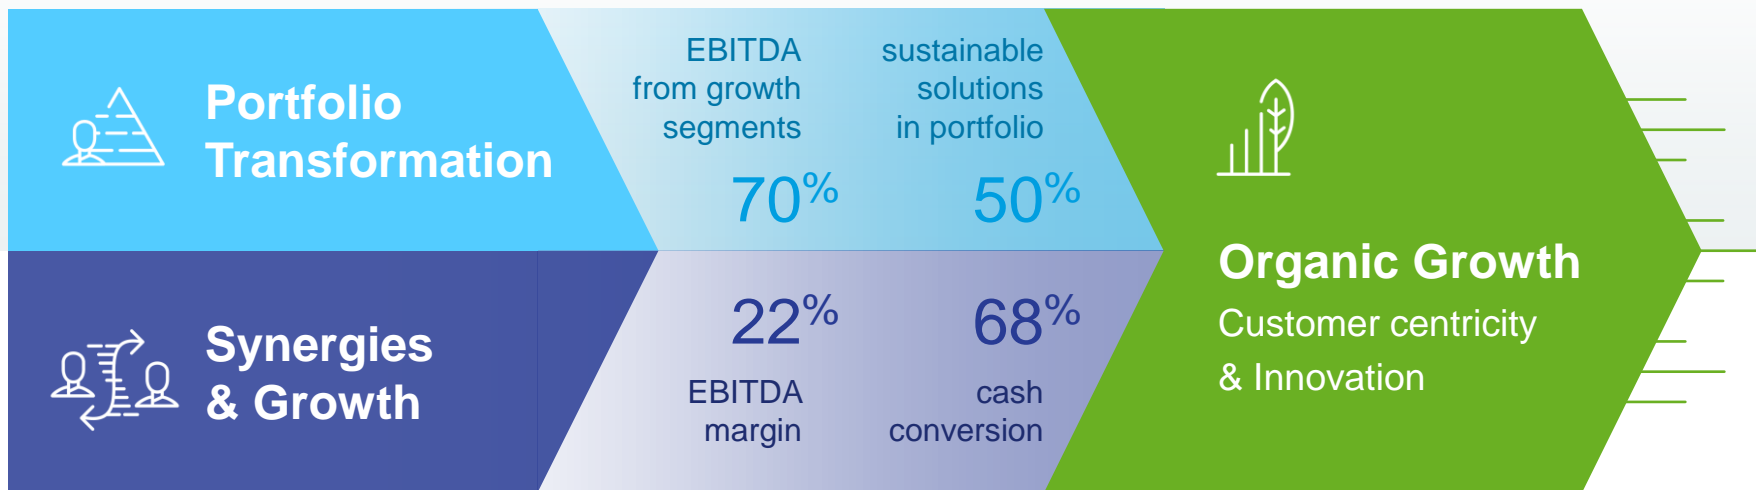 Portfolio
Transformation
EBITDA
from growth
segments
70%
sustainable
solutions
in portfolio
50%
Synergies
& Growth
22%
EBITDA
margin
68%
cash
conversion
Organic Growth
Customer centricity
& Innovation